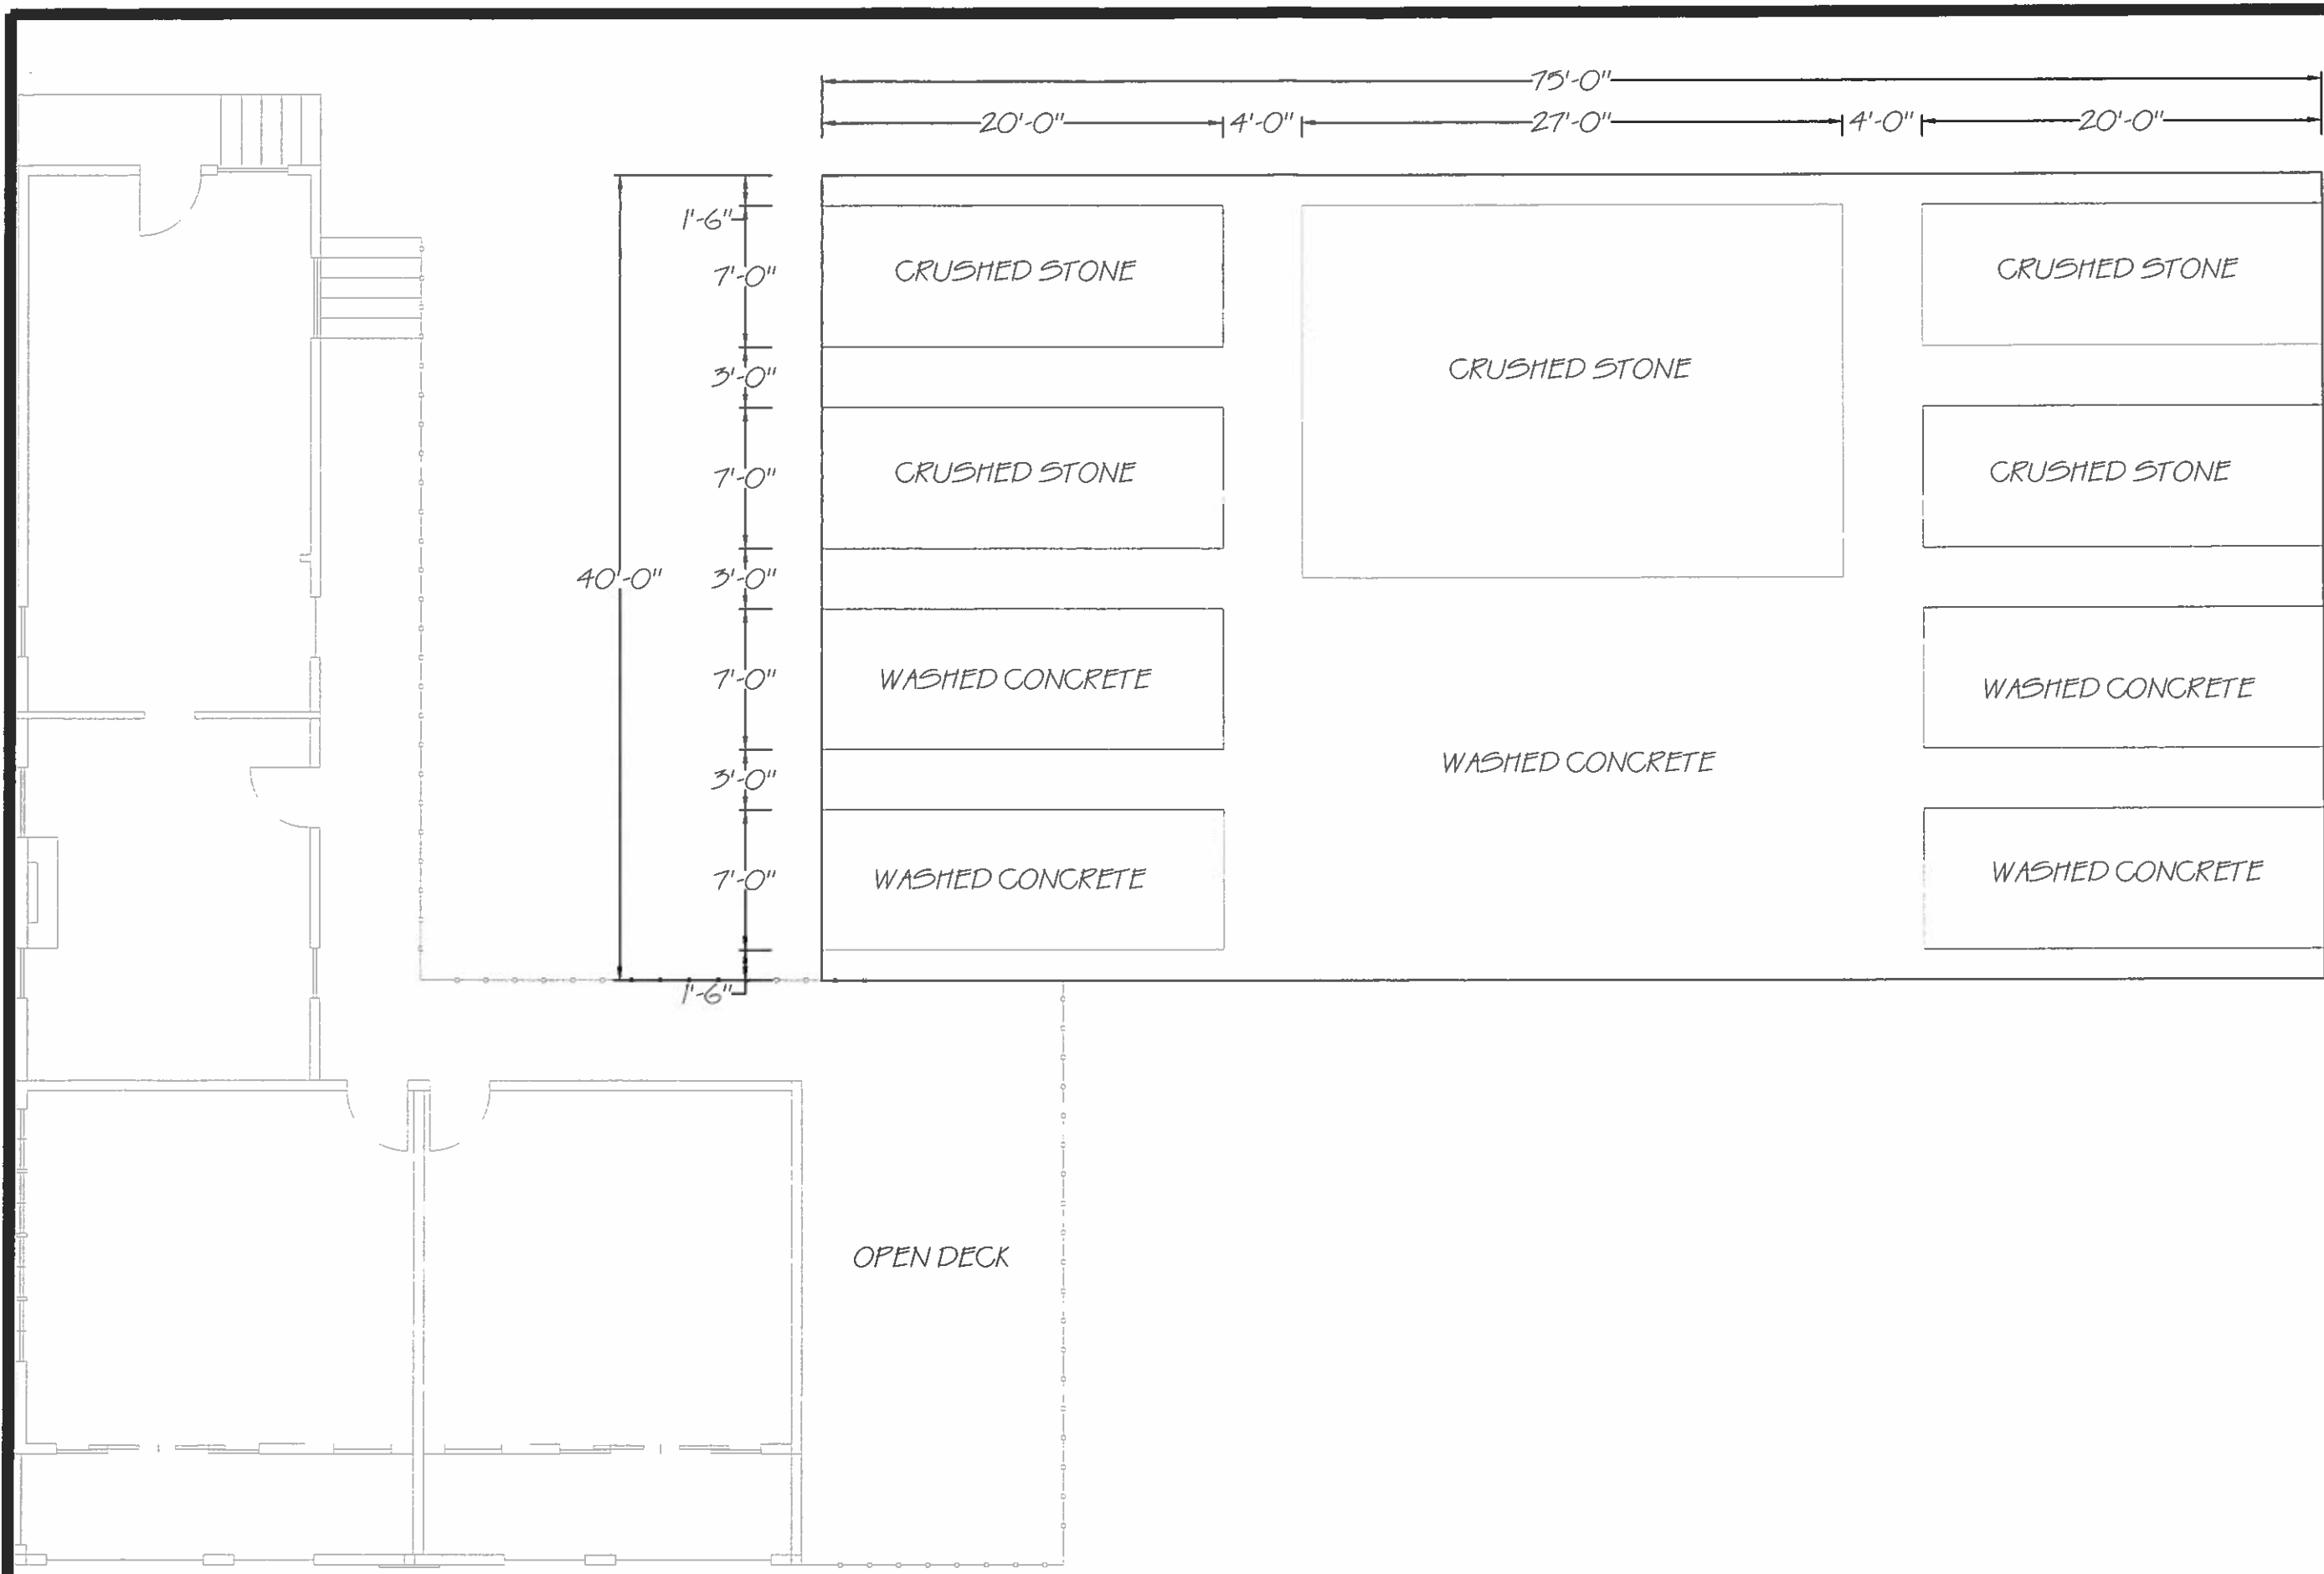 75'-0"
20'-0" 4'-0" 27'-0" 4'-0" 20'-0"
1'-6"
7'-0" CRUSHED STONE CRUSHED STONE
3'-0" CRUSHED STONE
7'-0" CRUSHED STONE CRUSHED STONE
40'-0" 3'-0"
7'-0" WASHED CONCRETE WASHED CONCRETE
3'-0" WASHED CONCRETE
7'-0" WASHED CONCRETE WASHED CONCRETE
1'-6"
OPEN DECK